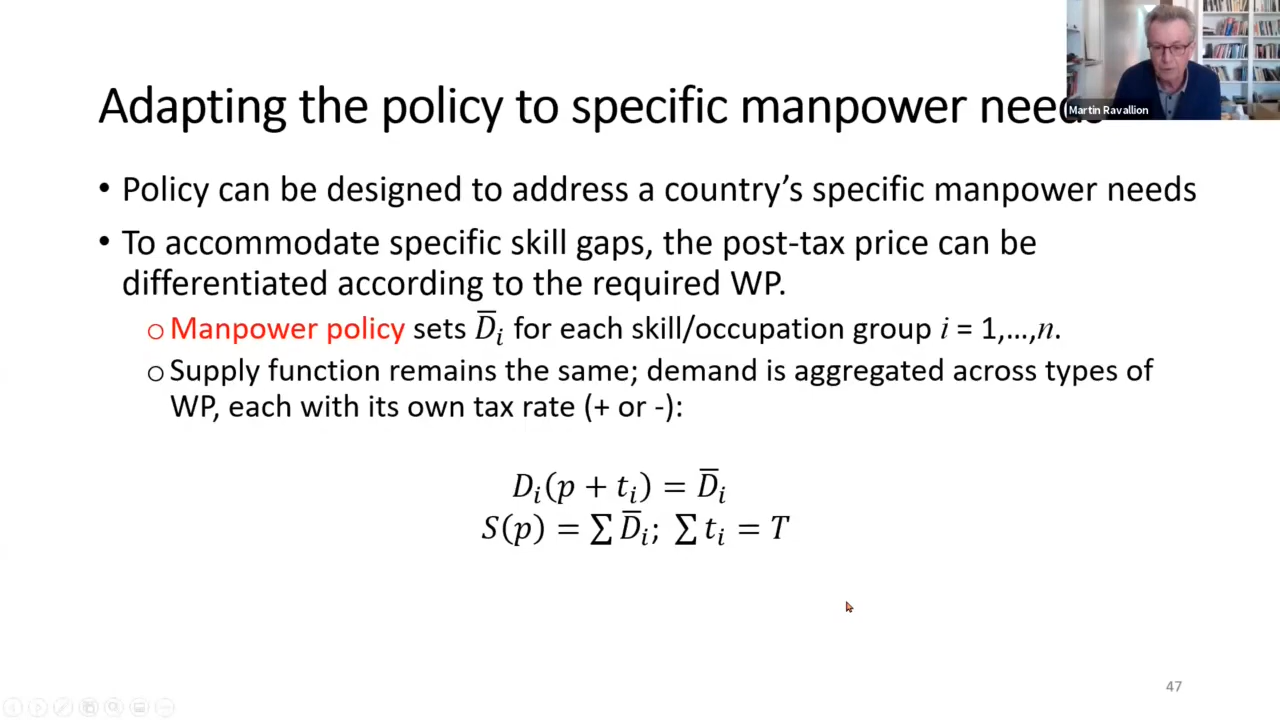 Adapting the policy to specific manpower needs
Martin Ravallion
• Policy can be designed to address a country's specific manpower needs
• To accommodate specific skill gaps, the post-tax price can be
differentiated according to the required WP.
o Manpower policy sets D̅ᵢ for each skill/occupation group i = 1,…,n.
o Supply function remains the same; demand is aggregated across types of
WP, each with its own tax rate (+ or -):
Dᵢ(p + tᵢ) = D̅ᵢ
S(p) = ∑ D̅ᵢ; ∑ tᵢ = T
47